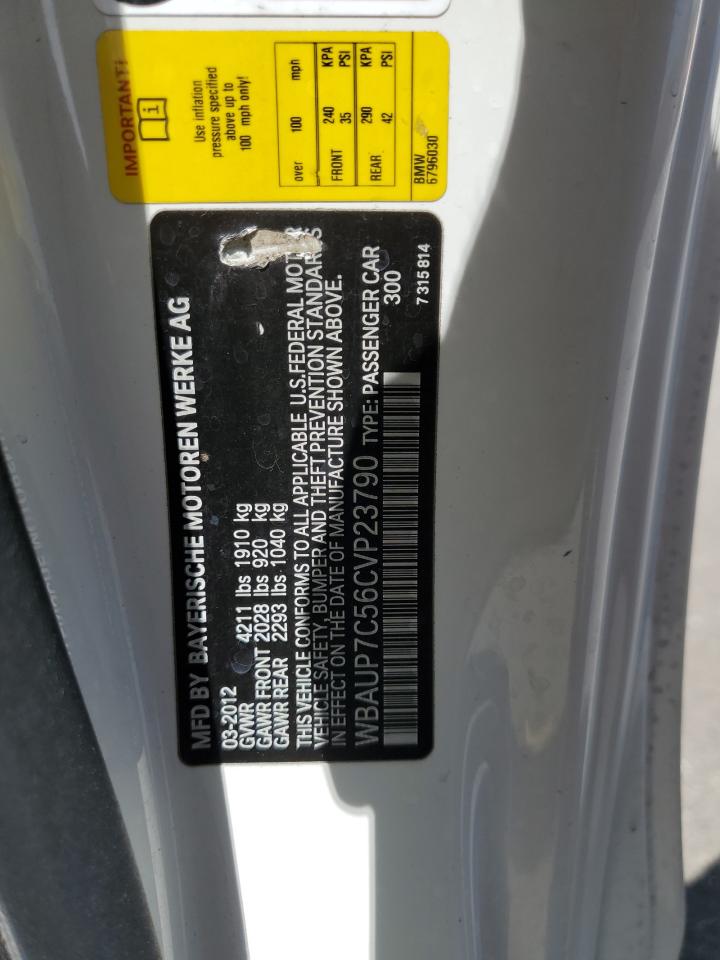 IMPORTANT!
i
Use inflation
pressure specified
above up to
100 mph only!
over 100 mph
240 KPA
FRONT 35 PSI
290 KPA
REAR 42 PSI
BMW
6796030
MFD BY BAYERISCHE MOTOREN WERKE AG
03-2012
GVWR 4211 lbs 1910 kg
GAWR FRONT 2028 lbs 920 kg
GAWR REAR 2293 lbs 1040 kg
THIS VEHICLE CONFORMS TO ALL APPLICABLE U.S. FEDERAL MOTOR
VEHICLE SAFETY, BUMPER AND THEFT PREVENTION STANDARDS
IN EFFECT ON THE DATE OF MANUFACTURE SHOWN ABOVE.
WBAUP7C56CVP23790 TYPE: PASSENGER CAR
300
7 315 814